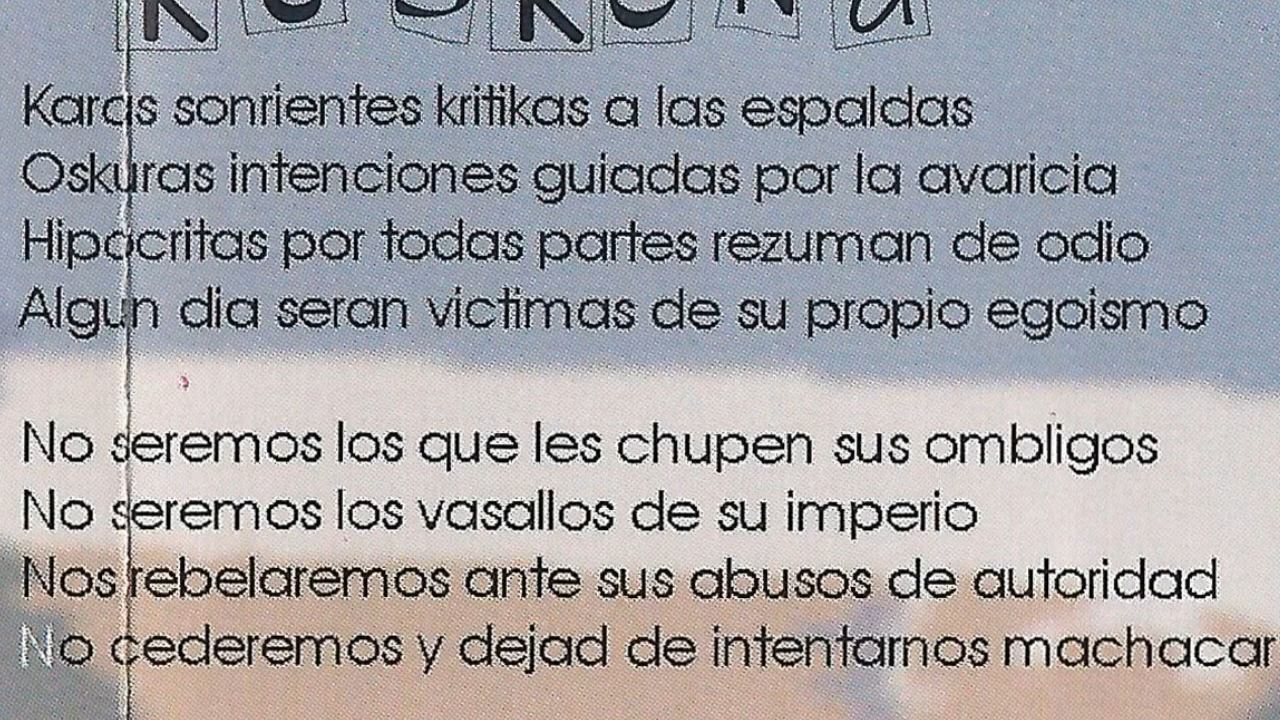 Karas sonrientes kritikas a las espaldas
Oskuras intenciones guiadas por la avaricia
Hipocritas por todas partes rezuman de odio
Algun dia seran victimas de su propio egoismo
No seremos los que les chupen sus ombligos
No seremos los vasallos de su imperio
Nos rebelaremos ante sus abusos de autoridad
No cederemos y dejad de intentarnos machacar